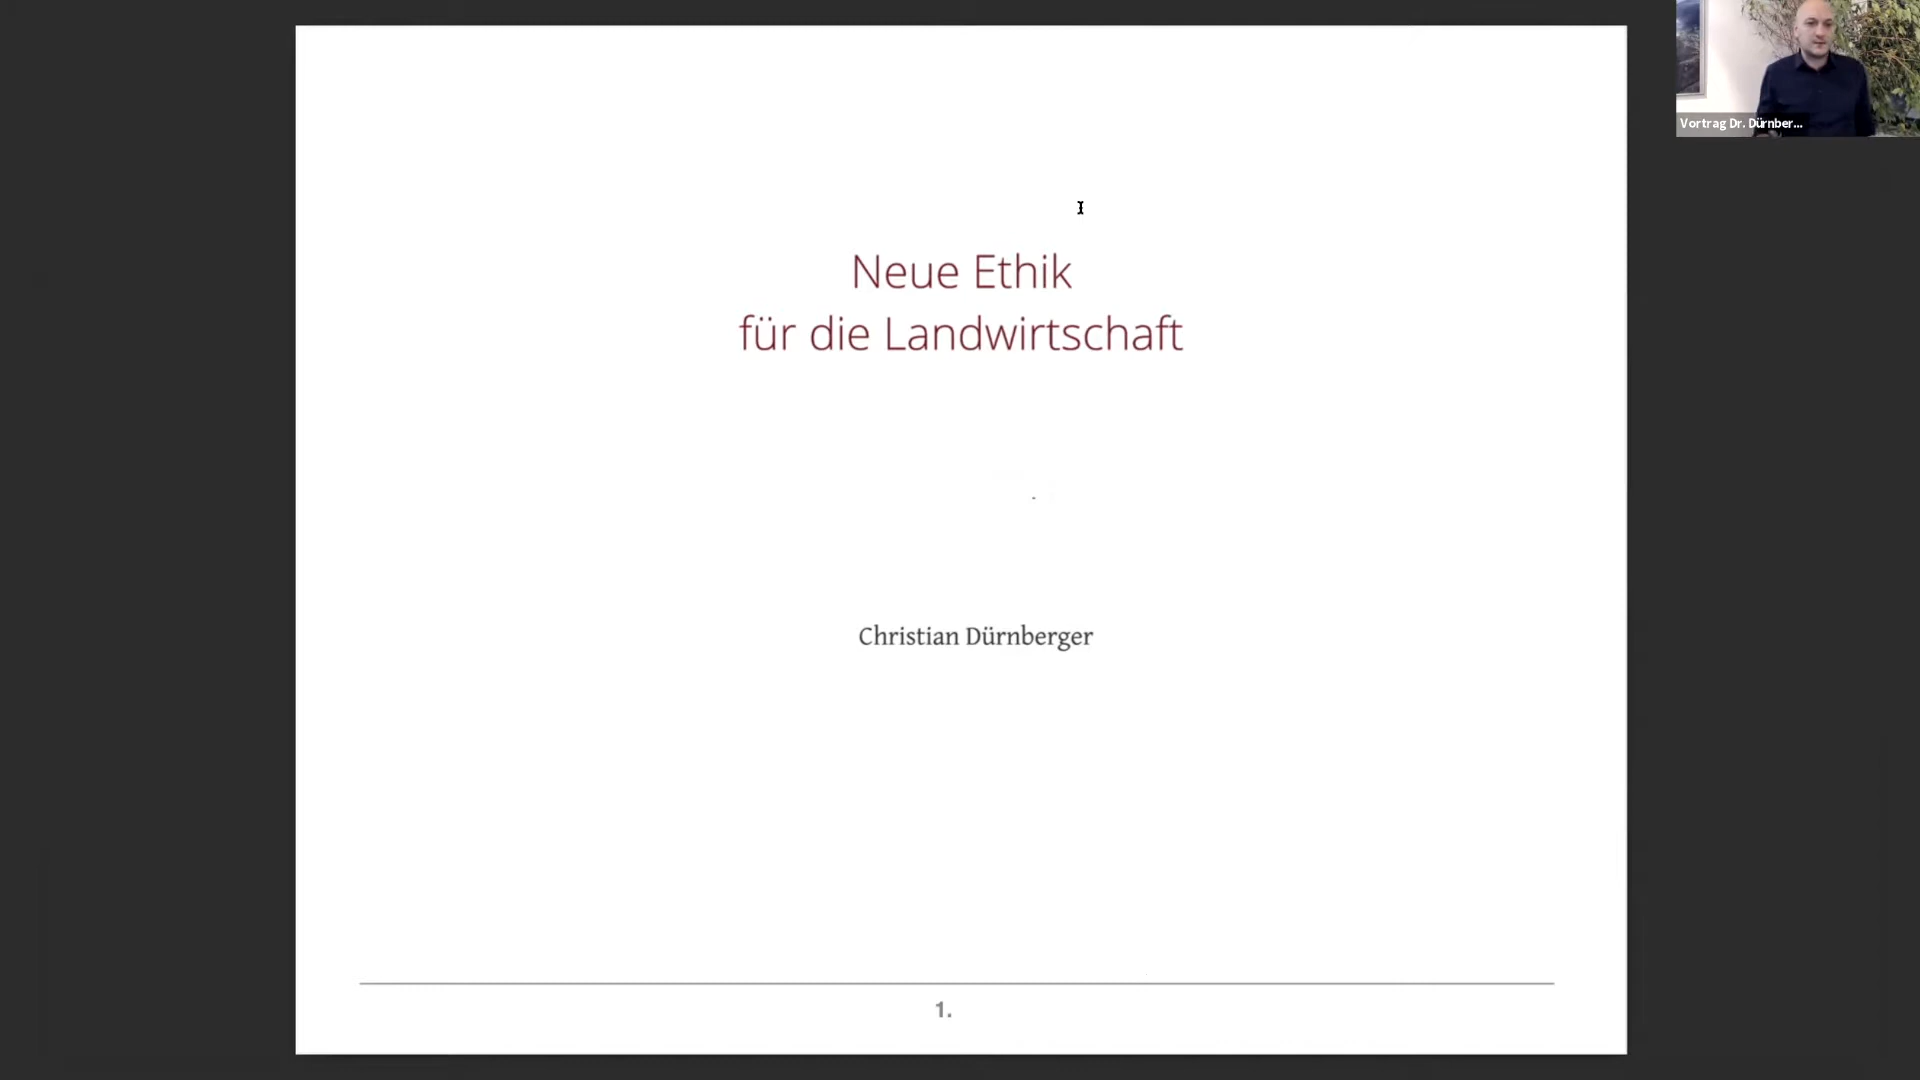 Neue Ethik
für die Landwirtschaft
Christian Dürnberger
1.
Vortrag Dr. Dürnber...